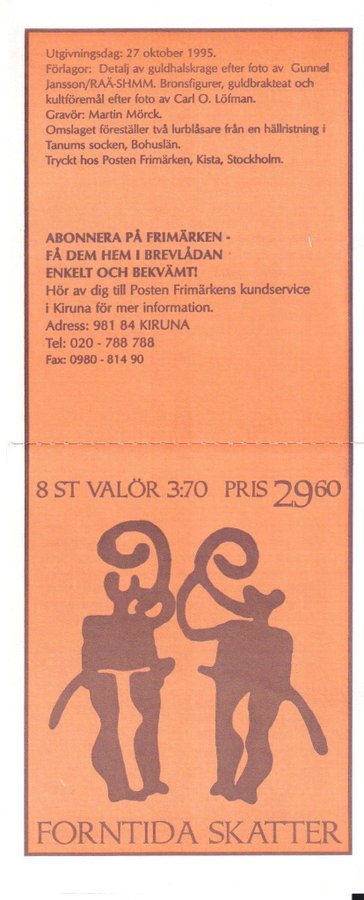 Utgivningsdag: 27 oktober 1995.
Förlagor: Detalj av guldhalskrage efter foto av Gunnel
Jansson/RAÄ-SHMM. Bronsfigurer, guldbrakteat och
kultföremål efter foto av Carl O. Löfman.
Gravör: Martin Mörck.
Omslaget föreställer två lurblåsare från en hällristning i
Tanums socken, Bohuslän.
Tryckt hos Posten Frimärken, Kista, Stockholm.
ABONNERA PÅ FRIMÄRKEN -
FÅ DEM HEM I BREVLÅDAN
ENKELT OCH BEKVÄMT!
Hör av dig till Posten Frimärkens kundservice
i Kiruna för mer information.
Adress: 981 84 KIRUNA
Tel: 020 - 788 788
Fax: 0980 - 814 90
8 ST VALÖR 3:70 PRIS 2960
FORNTIDA SKATTER